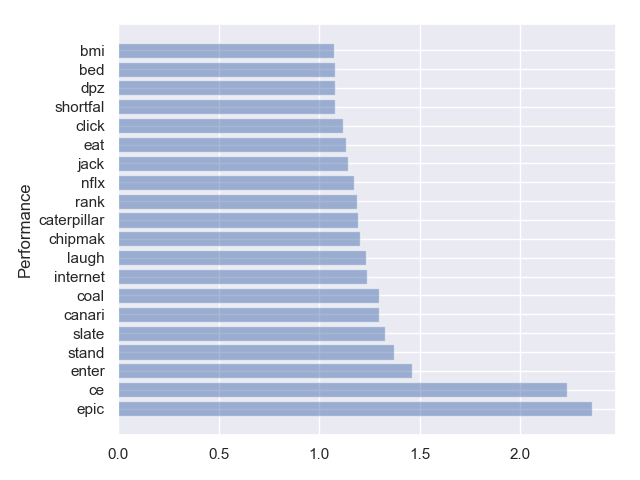 bmi
bed
dpz
shortfal
click
eat
jack
nflx
rank
caterpillar
chipmak
laugh
internet
coal
canari
slate
stand
enter
ce
epic
Performance
0.0 0.5 1.0 1.5 2.0